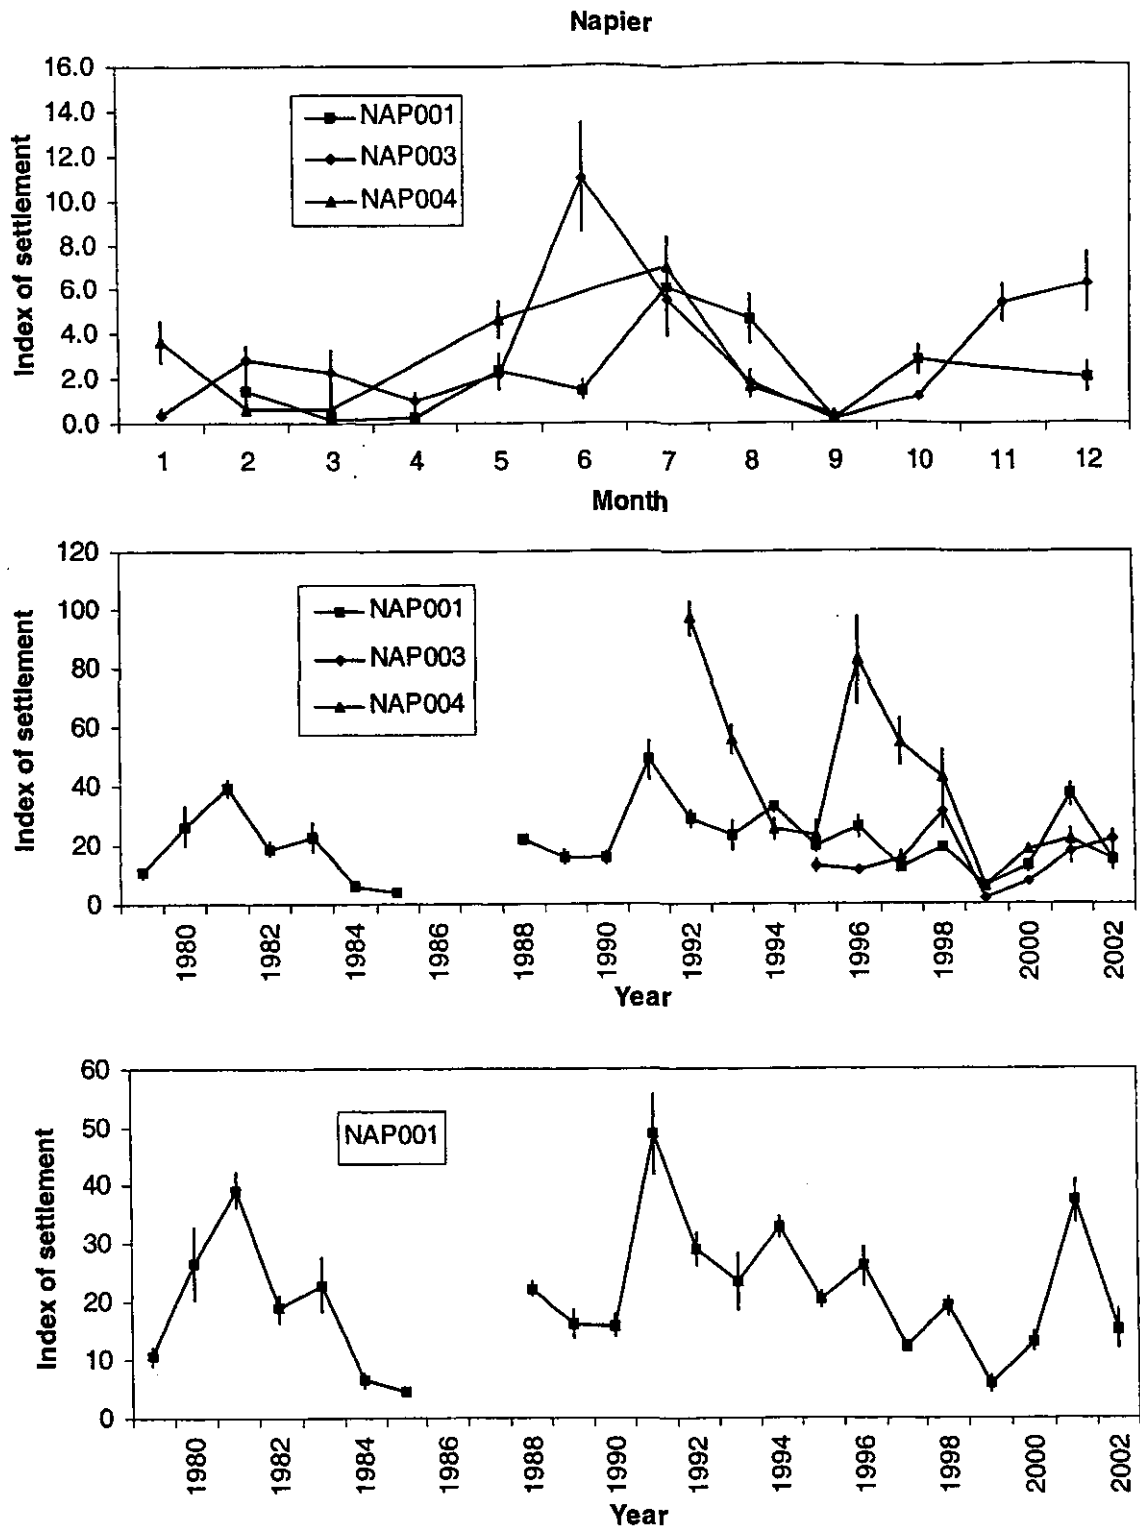 Napier
Index of settlement
16.0
14.0
12.0
10.0
8.0
6.0
4.0
2.0
0.0
NAP001
NAP003
NAP004
1 2 3 4 5 6 7 8 9 10 11 12
Month
Index of settlement
120
100
80
60
40
20
0
NAP001
NAP003
NAP004
1980 1982 1984 1986 1988 1990 1992 1994 1996 1998 2000 2002
Year
Index of settlement
60
50
40
30
20
10
0
NAP001
1980 1982 1984 1986 1988 1990 1992 1994 1996 1998 2000 2002
Year